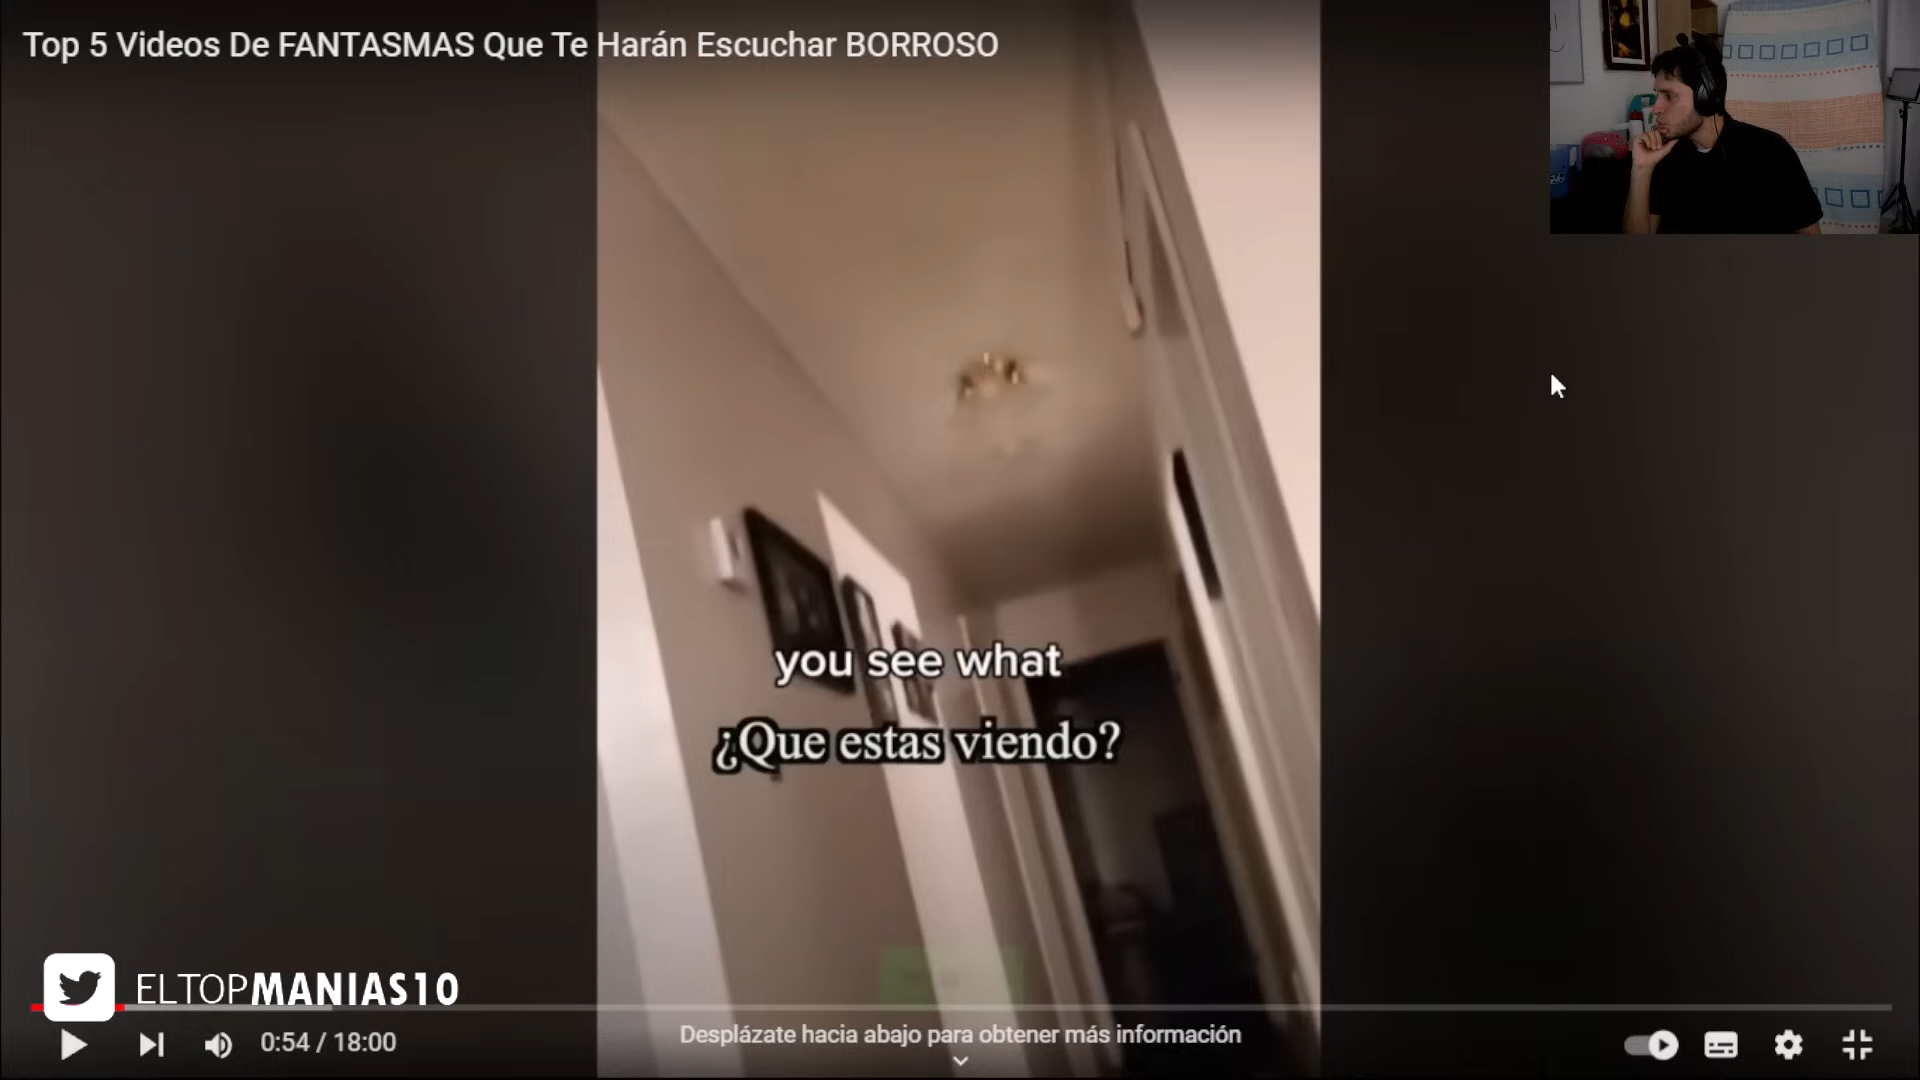 Top 5 Videos De FANTASMAS Que Te Harán Escuchar BORROSO
you see what
¿Que estas viendo?
ELTOPMANIAS10
0:54 / 18:00
Desplázate hacia abajo para obtener más información